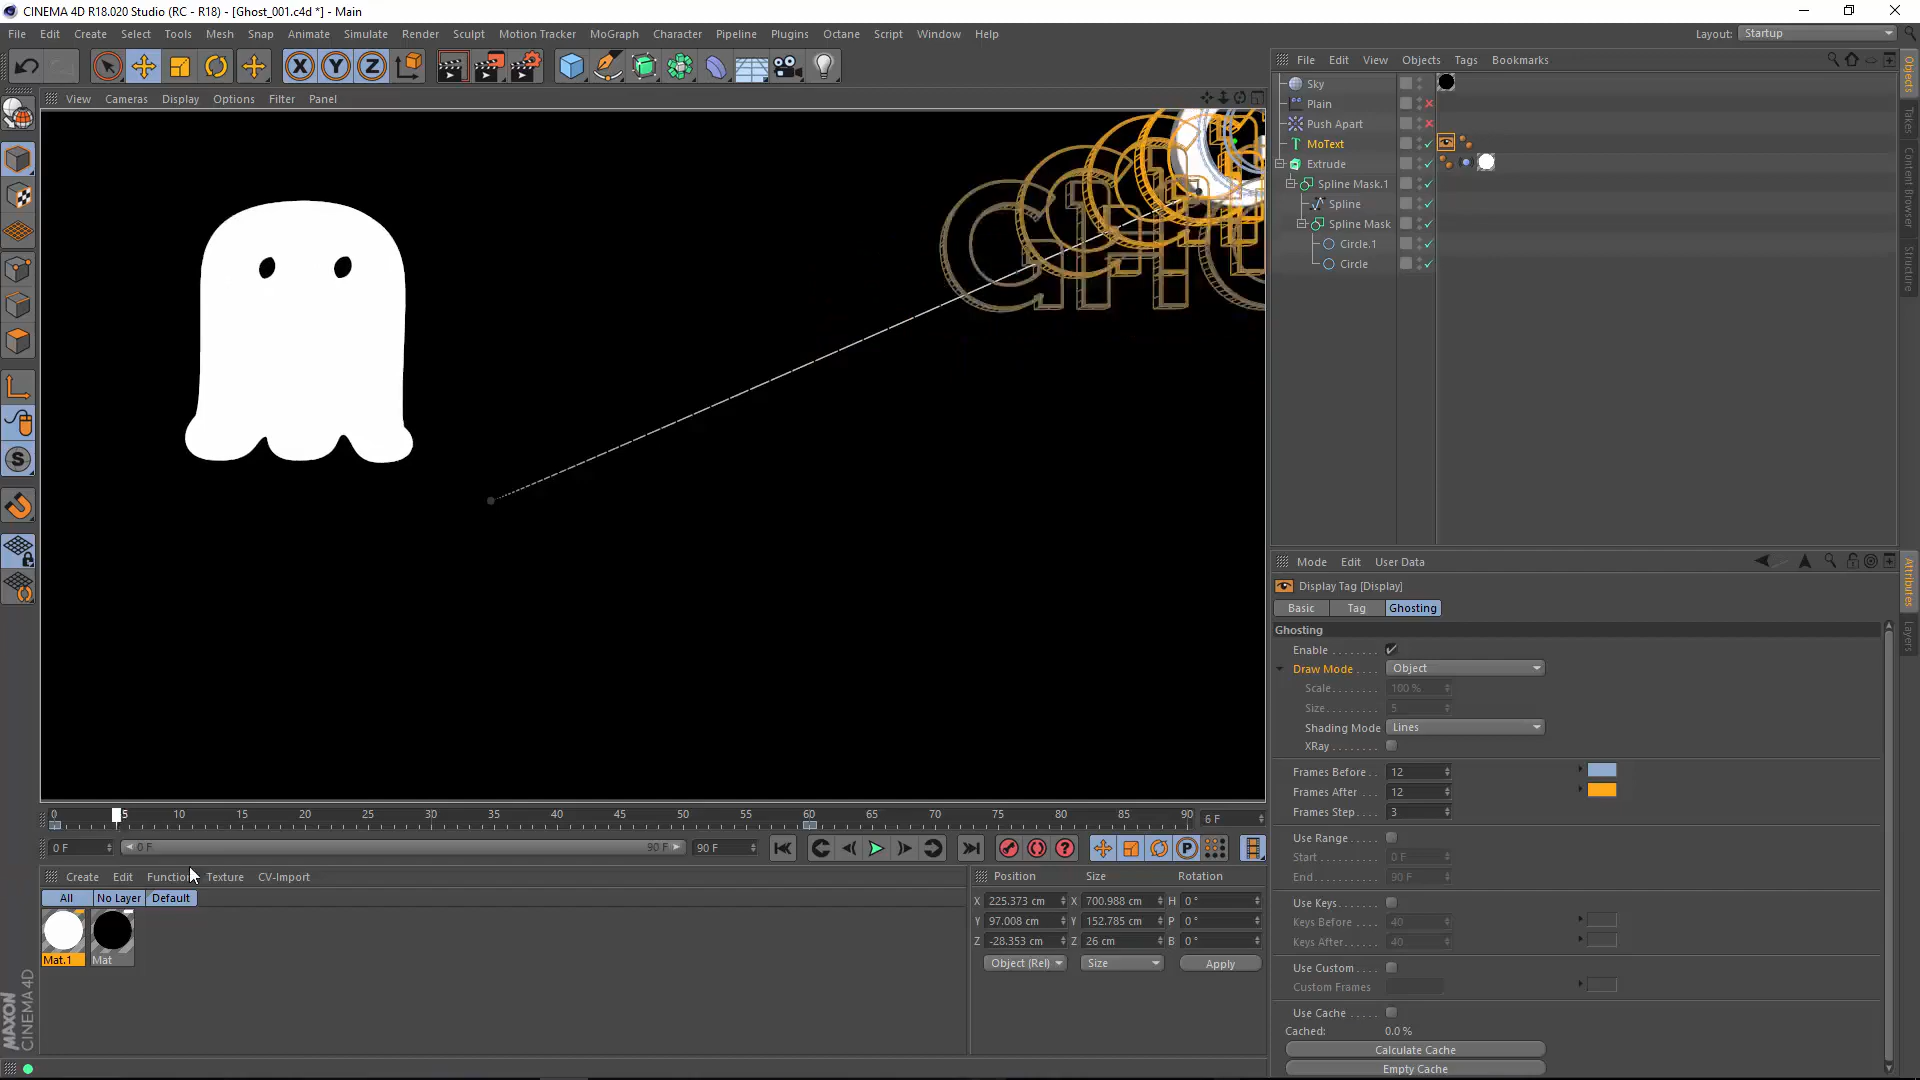 CINEMA 4D R18.020 Studio (RC - R18) - [Ghost_001.c4d *] - Main
File Edit Create Select Tools Mesh Snap Animate Simulate Render Sculpt Motion Tracker MoGraph Character Pipeline Plugins Octane Script Window Help
Layout: Startup
View Cameras Display Options Filter Panel
File Edit View Objects Tags Bookmarks
Sky
Plain
Push Apart
MoText
Extrude
Spline Mask.1
Spline
Spline Mask
Circle.1
Circle
Objects
Takes
Content Browser
Structure
Mode Edit User Data
Display Tag [Display]
Basic Tag Ghosting
Ghosting
Enable
Draw Mode Object
Scale 100 %
Size 5
Shading Mode Lines
XRay
Frames Before 12
Frames After 12
Frames Step 3
Use Range
Start 0 F
End 90 F
Use Keys
Keys Before 40
Keys After 40
Use Custom
Custom Frames
Use Cache
Cached: 0.0 %
Calculate Cache
Empty Cache
Attributes
Layers
0 5 10 15 20 25 30 35 40 45 50 55 60 65 70 75 80 85 90 6 F
0 F 0 F 90 F 90 F
Create Edit Function Texture CV-Import
All No Layer Default
Mat.1 Mat
Position Size Rotation
X 225.373 cm X 700.988 cm H 0 °
Y 97.008 cm Y 152.785 cm P 0 °
Z -28.353 cm Z 26 cm B 0 °
Object (Rel) Size Apply
MAXON
CINEMA 4D